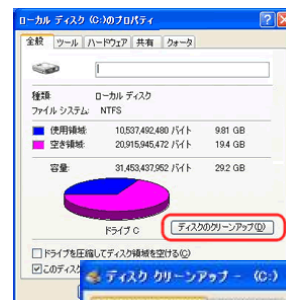 ローカル ディスク (C:)のプロパティ
全般 ツール ハードウェア 共有 クォータ
種類: ローカル ディスク
ファイル システム: NTFS
使用領域: 10,537,492,480 バイト 9.81 GB
空き領域: 20,915,945,472 バイト 19.4 GB
容量: 31,453,437,952 バイト 29.2 GB
ドライブ C ディスクのクリーンアップ(D)
ドライブを圧縮してディスク領域を空ける(C)
このディス
ディスク クリーンアップ - (C:)